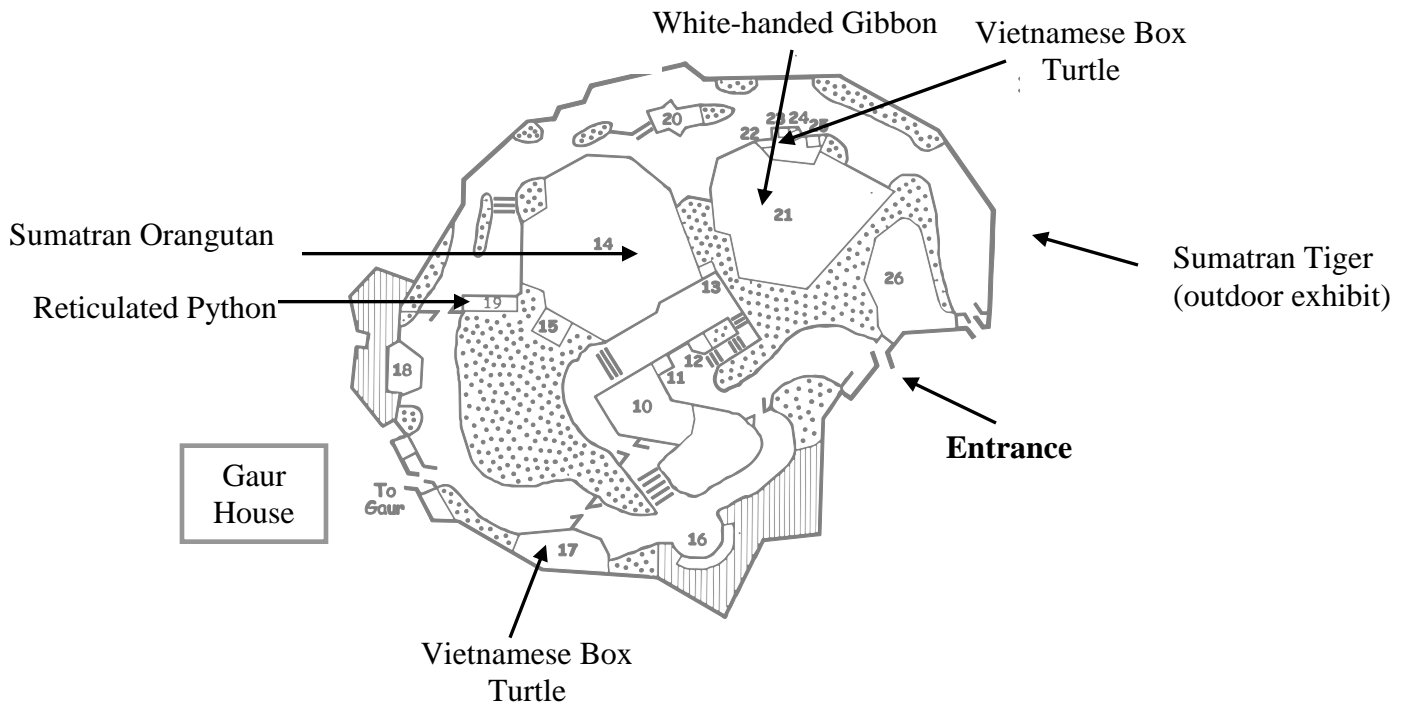 White-handed Gibbon
Vietnamese Box
Turtle
20
22
23
24
25
21
14
Sumatran Orangutan
Sumatran Tiger
(outdoor exhibit)
26
13
Reticulated Python
19
15
12
18
11
10
Entrance
Gaur
House
To
Gaur
16
17
Vietnamese Box
Turtle